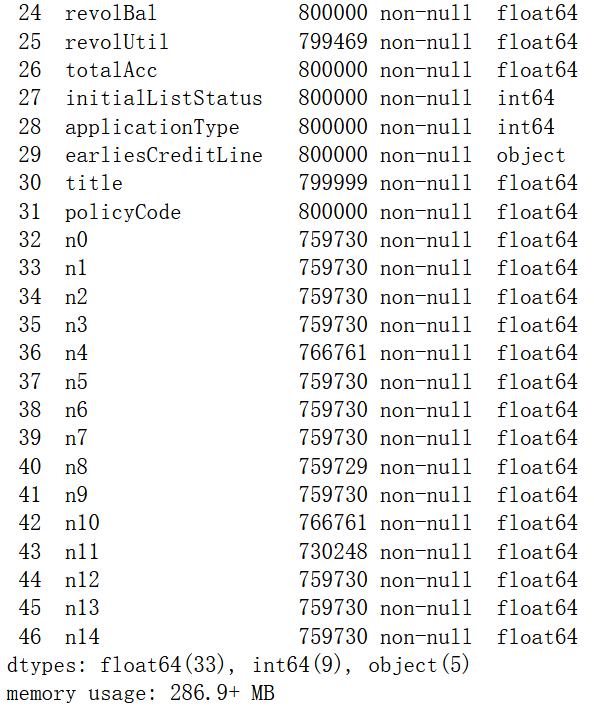 24  revolBal            800000 non-null  float64
25  revolUtil           799469 non-null  float64
26  totalAcc            800000 non-null  float64
27  initialListStatus   800000 non-null  int64
28  applicationType     800000 non-null  int64
29  earliesCreditLine   800000 non-null  object
30  title               799999 non-null  float64
31  policyCode          800000 non-null  float64
32  n0                  759730 non-null  float64
33  n1                  759730 non-null  float64
34  n2                  759730 non-null  float64
35  n3                  759730 non-null  float64
36  n4                  766761 non-null  float64
37  n5                  759730 non-null  float64
38  n6                  759730 non-null  float64
39  n7                  759730 non-null  float64
40  n8                  759729 non-null  float64
41  n9                  759730 non-null  float64
42  n10                 766761 non-null  float64
43  n11                 730248 non-null  float64
44  n12                 759730 non-null  float64
45  n13                 759730 non-null  float64
46  n14                 759730 non-null  float64
dtypes: float64(33), int64(9), object(5)
memory usage: 286.9+ MB